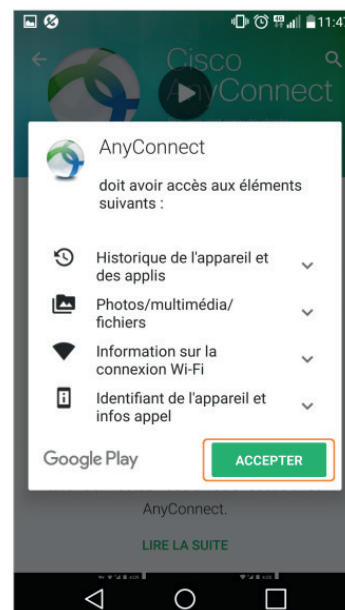 4G 11:47
Cisco
AnyConnect
AnyConnect
doit avoir accès aux éléments
suivants :
Historique de l'appareil et
des applis
Photos/multimédia/
fichiers
Information sur la
connexion Wi-Fi
Identifiant de l'appareil et
infos appel
Google Play
ACCEPTER
AnyConnect.
LIRE LA SUITE